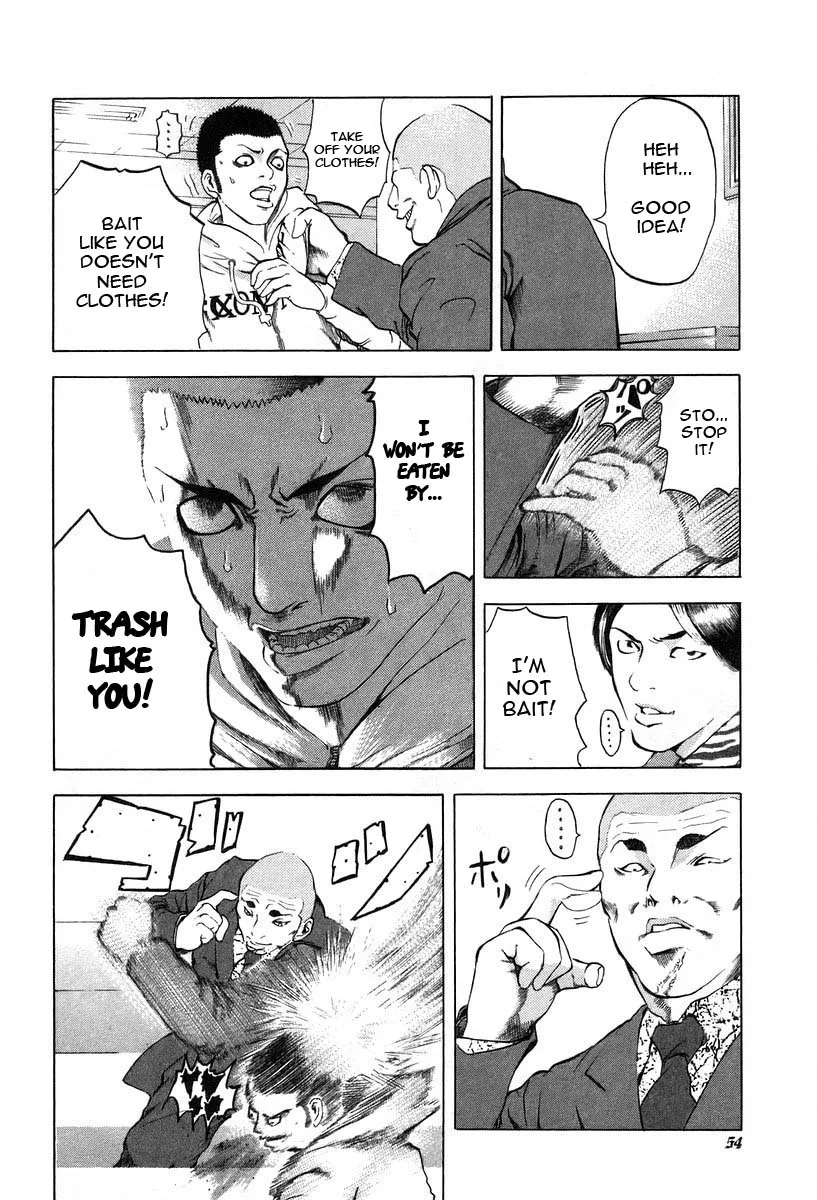 HEH
HEH...
GOOD
IDEA!
TAKE
OFF YOUR
CLOTHES!
BAIT
LIKE YOU
DOESN'T
NEED
CLOTHES!
STO...
STOP
IT!
I'M
NOT
BAIT!
I
WON'T BE
EATEN
BY...
TRASH
LIKE
YOU!
ポリッ
54